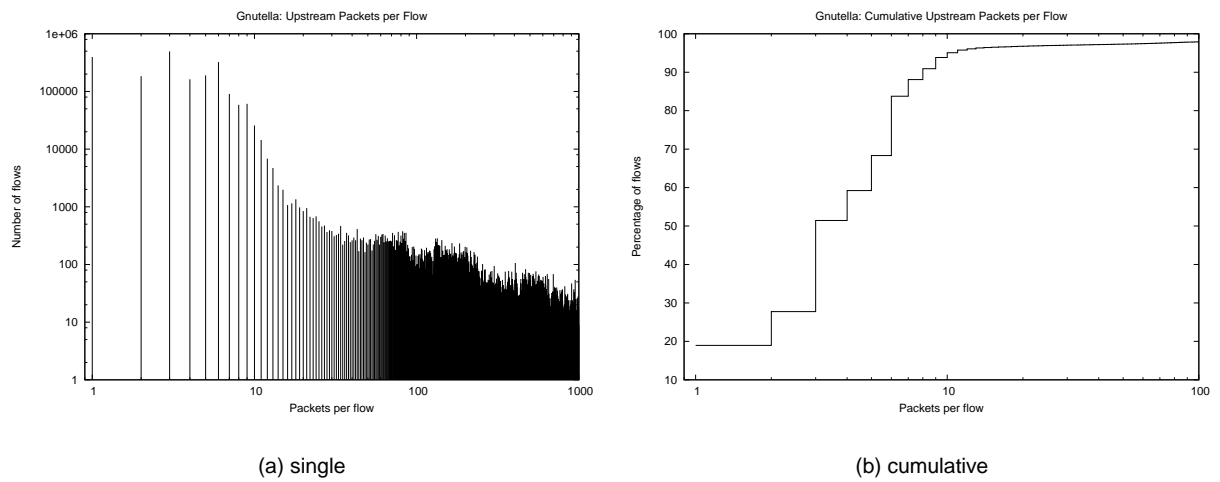 Gnutella: Upstream Packets per Flow
1e+06
100000
10000
1000
100
10
1
Number of flows
1 10 100 1000
Packets per flow
(a) single
Gnutella: Cumulative Upstream Packets per Flow
100
90
80
70
60
50
40
30
20
10
Percentage of flows
1 10 100
Packets per flow
(b) cumulative